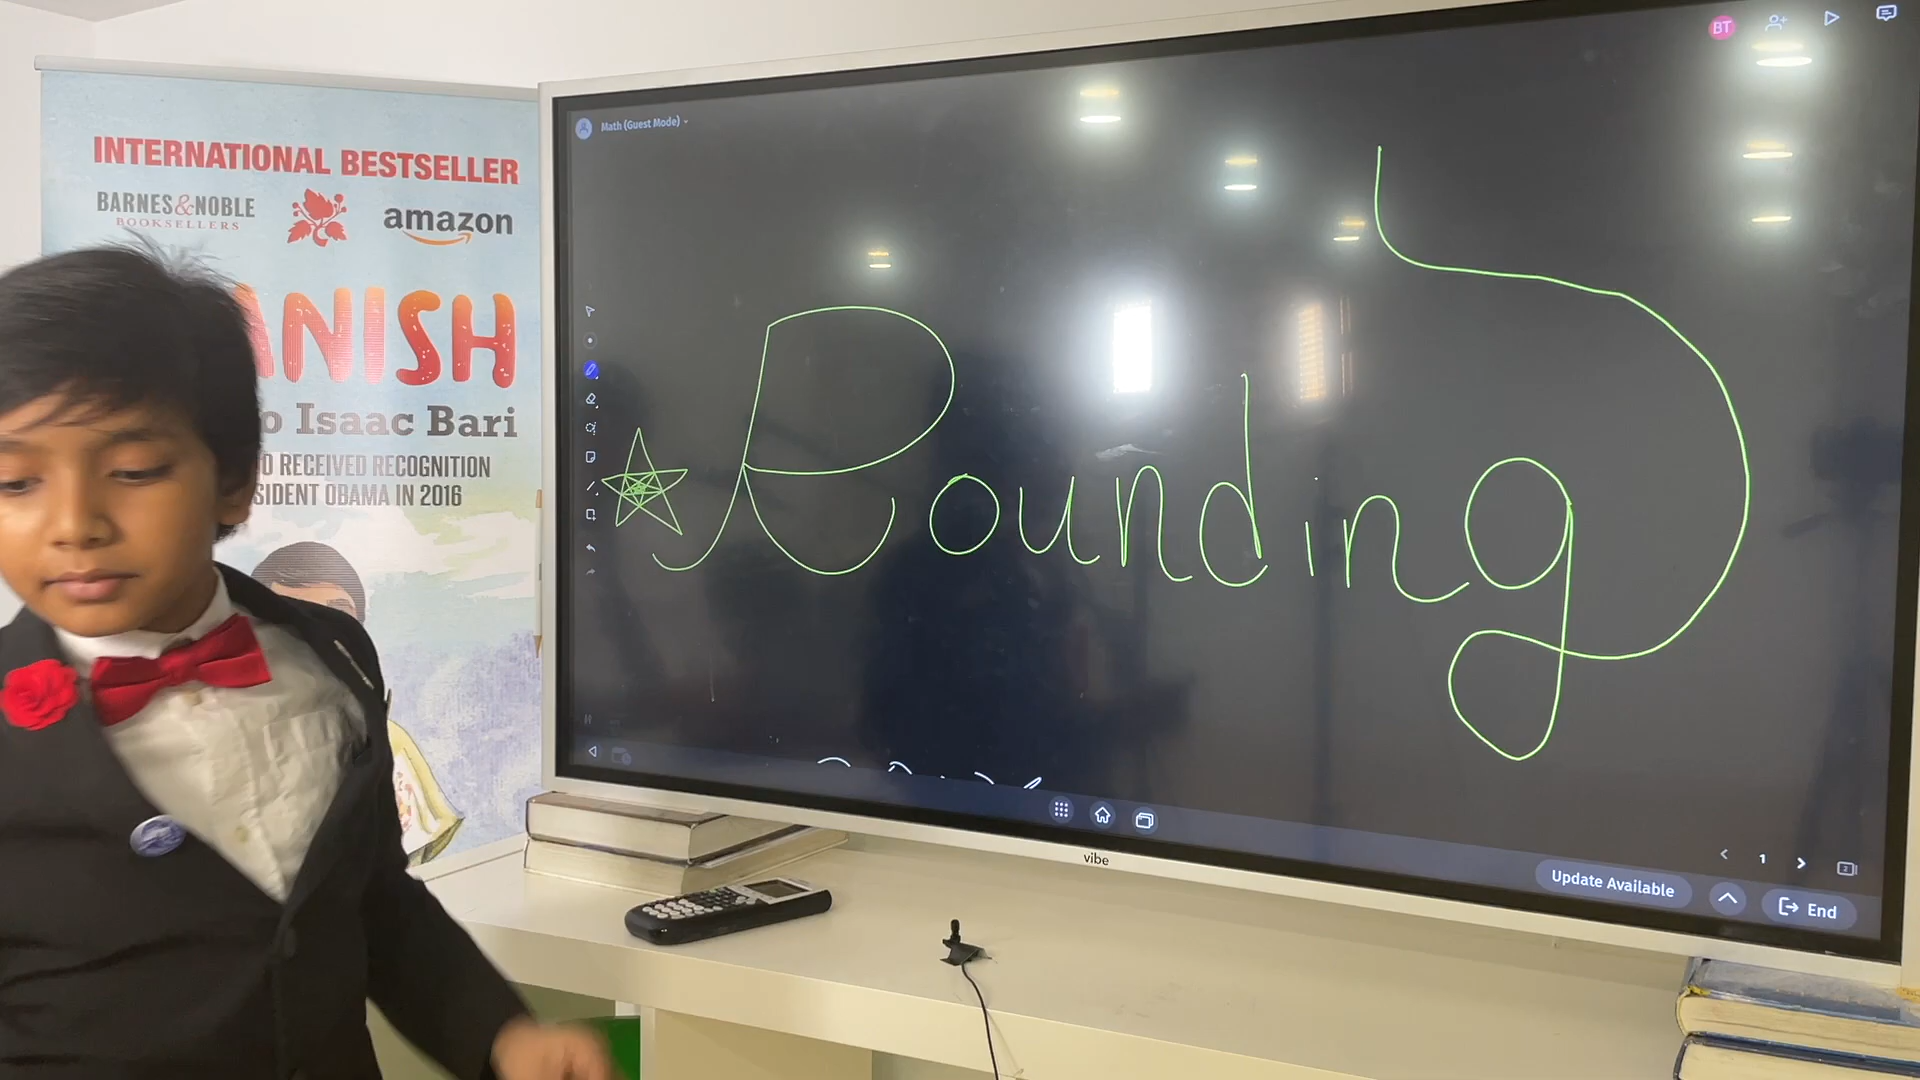 INTERNATIONAL BESTSELLER
BARNES&NOBLE
BOOKSELLERS
amazon
ANISH
Isaac Bari
RECEIVED RECOGNITION
SIDENT OBAMA IN 2016
BT
Math (Guest Mode)
Rounding
vibe
1
Update Available
End